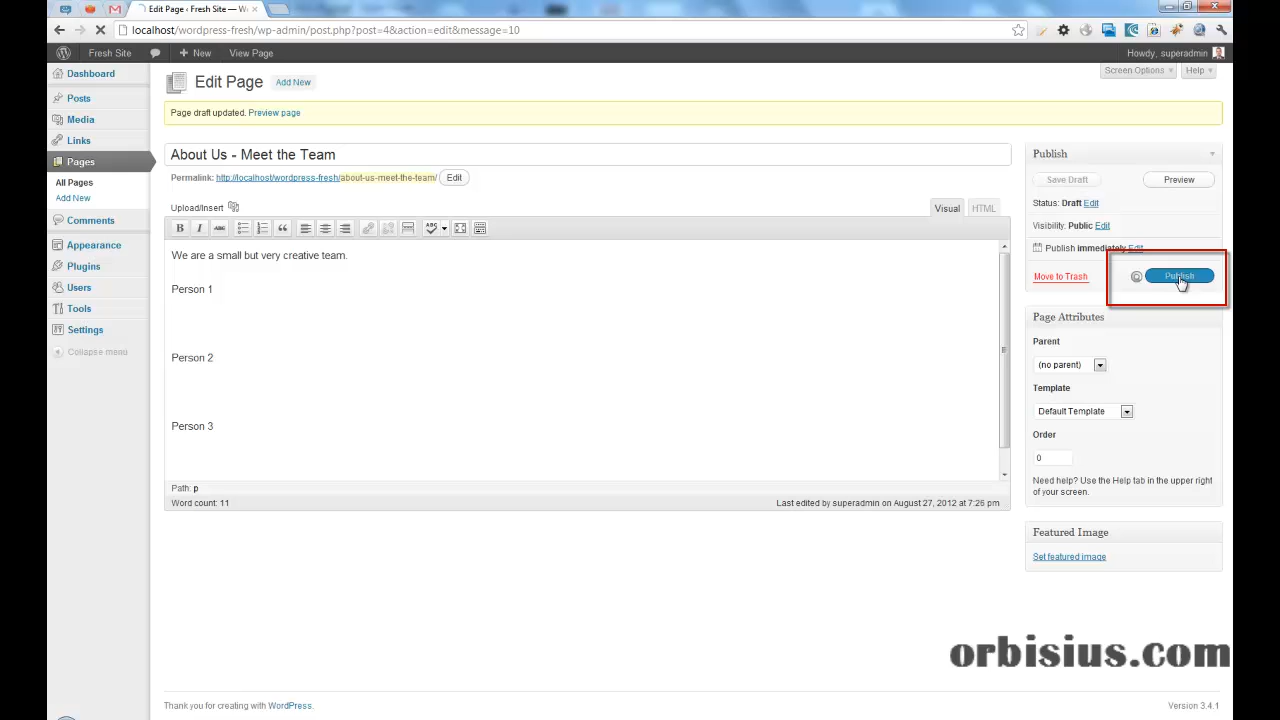 Edit Page ‹ Fresh Site — W
localhost/wordpress-fresh/wp-admin/post.php?post=4&action=edit&message=10
Fresh Site
New
View Page
Howdy, superadmin
Dashboard
Posts
Media
Links
Pages
All Pages
Add New
Comments
Appearance
Plugins
Users
Tools
Settings
Collapse menu
Screen Options
Help
Edit Page
Add New
Page draft updated. Preview page
About Us - Meet the Team
Permalink: http://localhost/wordpress-fresh/about-us-meet-the-team/ Edit
Upload/Insert
Visual
HTML
B I ABC
ABC
We are a small but very creative team.
Person 1
Person 2
Person 3
Path: p
Word count: 11
Last edited by superadmin on August 27, 2012 at 7:26 pm
Publish
Save Draft
Preview
Status: Draft Edit
Visibility: Public Edit
Publish immediately Edit
Move to Trash
Publish
Page Attributes
Parent
(no parent)
Template
Default Template
Order
0
Need help? Use the Help tab in the upper right
of your screen.
Featured Image
Set featured image
orbisius.com
Thank you for creating with WordPress.
Version 3.4.1